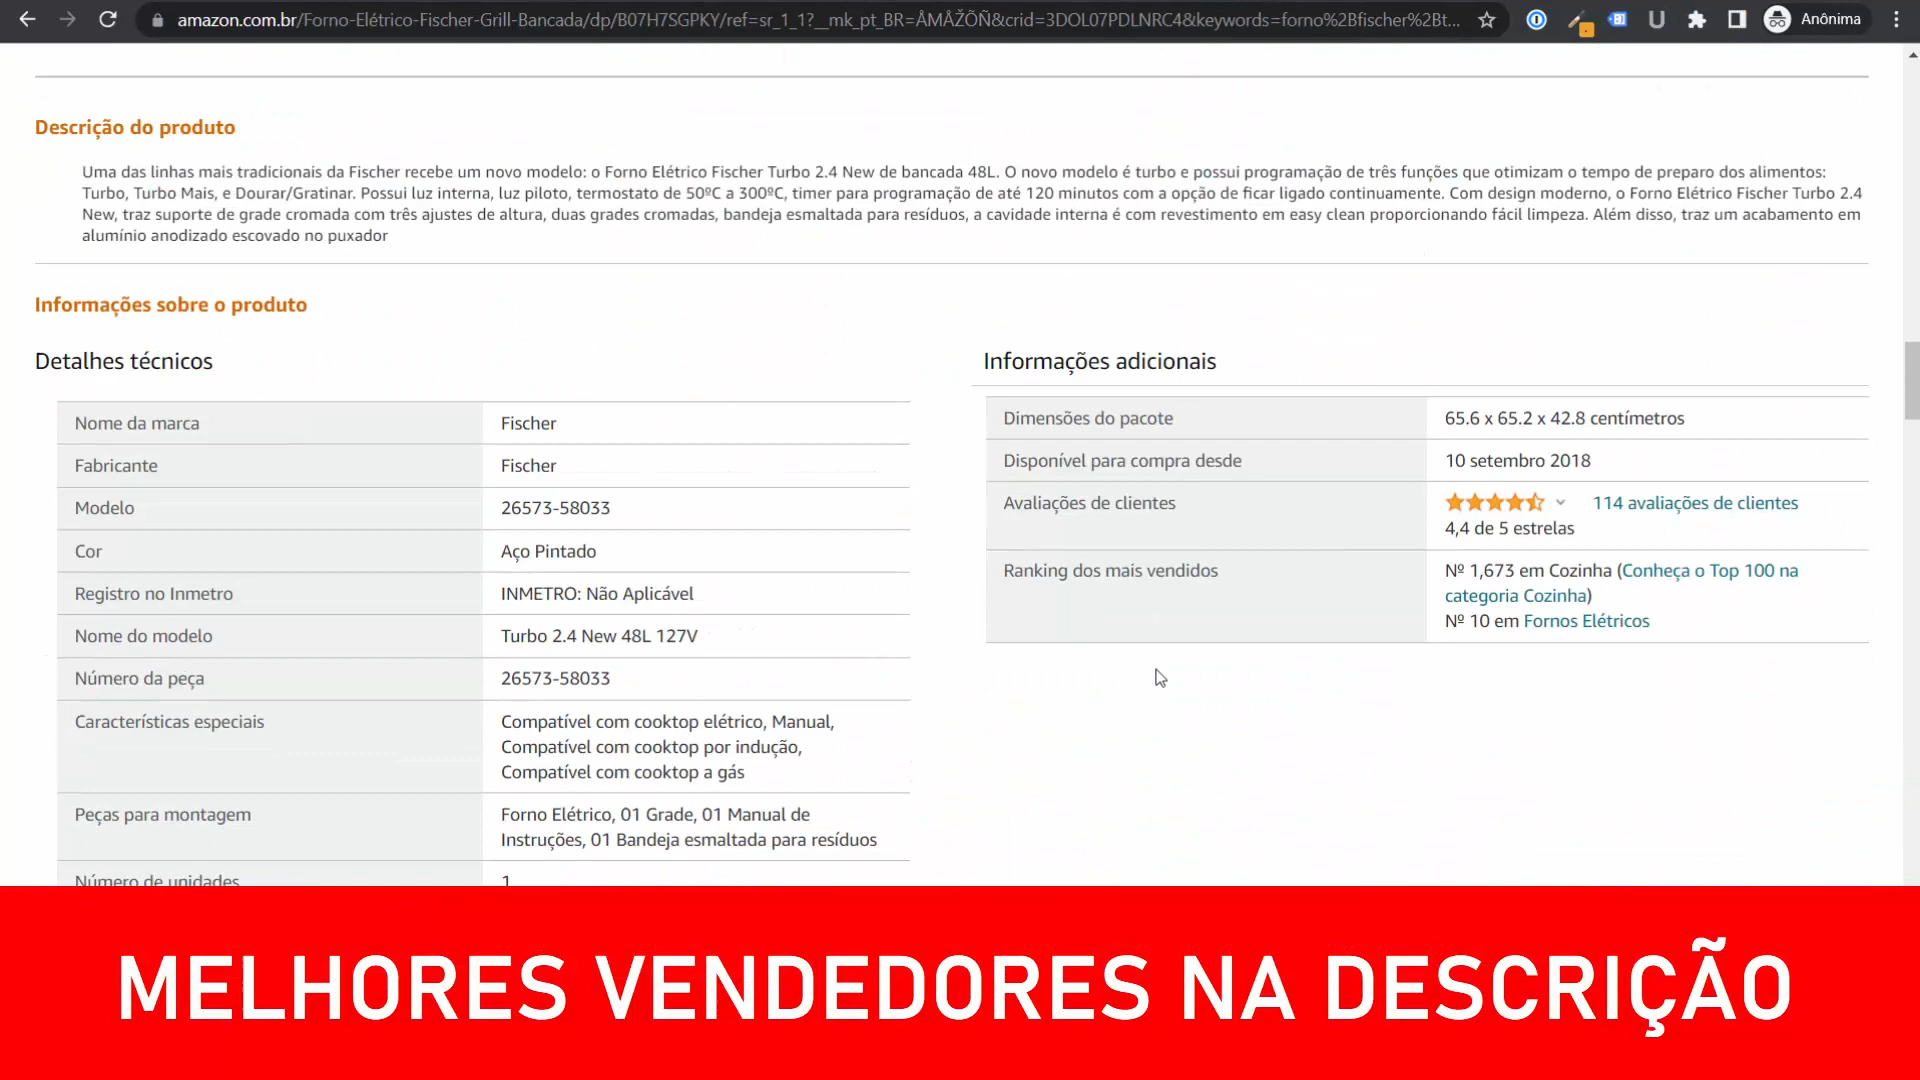 amazon.com.br/Forno-Elétrico-Fischer-Grill-Bancada/dp/B07H7SGPKY/ref=sr_1_1?__mk_pt_BR=ÅMÅŽÕÑ&crid=3DOL07PDLNRC4&keywords=forno%2Bfischer%2Bt...
Anônima
Descrição do produto
Uma das linhas mais tradicionais da Fischer recebe um novo modelo: o Forno Elétrico Fischer Turbo 2.4 New de bancada 48L. O novo modelo é turbo e possui programação de três funções que otimizam o tempo de preparo dos alimentos:
Turbo, Turbo Mais, e Dourar/Gratinar. Possui luz interna, luz piloto, termostato de 50ºC a 300ºC, timer para programação de até 120 minutos com a opção de ficar ligado continuamente. Com design moderno, o Forno Elétrico Fischer Turbo 2.4
New, traz suporte de grade cromada com três ajustes de altura, duas grades cromadas, bandeja esmaltada para resíduos, a cavidade interna é com revestimento em easy clean proporcionando fácil limpeza. Além disso, traz um acabamento em
alumínio anodizado escovado no puxador
Informações sobre o produto
Detalhes técnicos
Nome da marca Fischer
Fabricante Fischer
Modelo 26573-58033
Cor Aço Pintado
Registro no Inmetro INMETRO: Não Aplicável
Nome do modelo Turbo 2.4 New 48L 127V
Número da peça 26573-58033
Características especiais Compatível com cooktop elétrico, Manual,
Compatível com cooktop por indução,
Compatível com cooktop a gás
Peças para montagem Forno Elétrico, 01 Grade, 01 Manual de
Instruções, 01 Bandeja esmaltada para resíduos
Número de unidades 1
Informações adicionais
Dimensões do pacote 65.6 x 65.2 x 42.8 centímetros
Disponível para compra desde 10 setembro 2018
Avaliações de clientes 114 avaliações de clientes
4,4 de 5 estrelas
Ranking dos mais vendidos Nº 1,673 em Cozinha (Conheça o Top 100 na
categoria Cozinha)
Nº 10 em Fornos Elétricos
MELHORES VENDEDORES NA DESCRIÇÃO